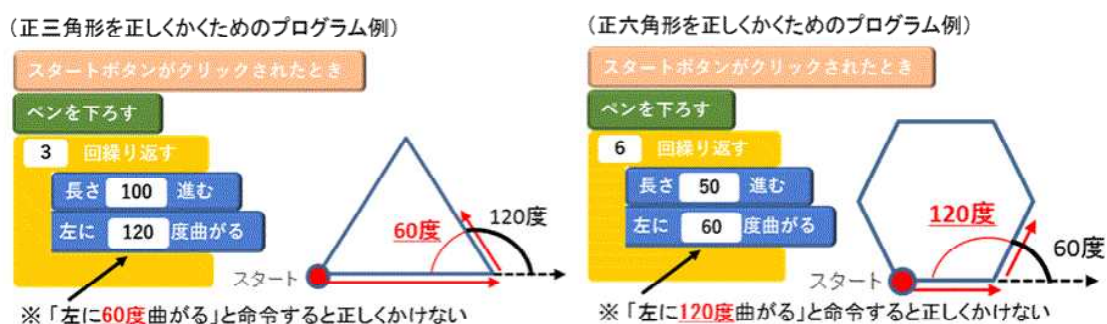 (正三角形を正しくかくためのプログラム例)
スタートボタンがクリックされたとき
ペンを下ろす
3 回繰り返す
長さ 100 進む
左に 120 度曲がる
60度
120度
スタート
※「左に60度曲がる」と命令すると正しくかけない
(正六角形を正しくかくためのプログラム例)
スタートボタンがクリックされたとき
ペンを下ろす
6 回繰り返す
長さ 50 進む
左に 60 度曲がる
120度
60度
スタート
※「左に120度曲がる」と命令すると正しくかけない